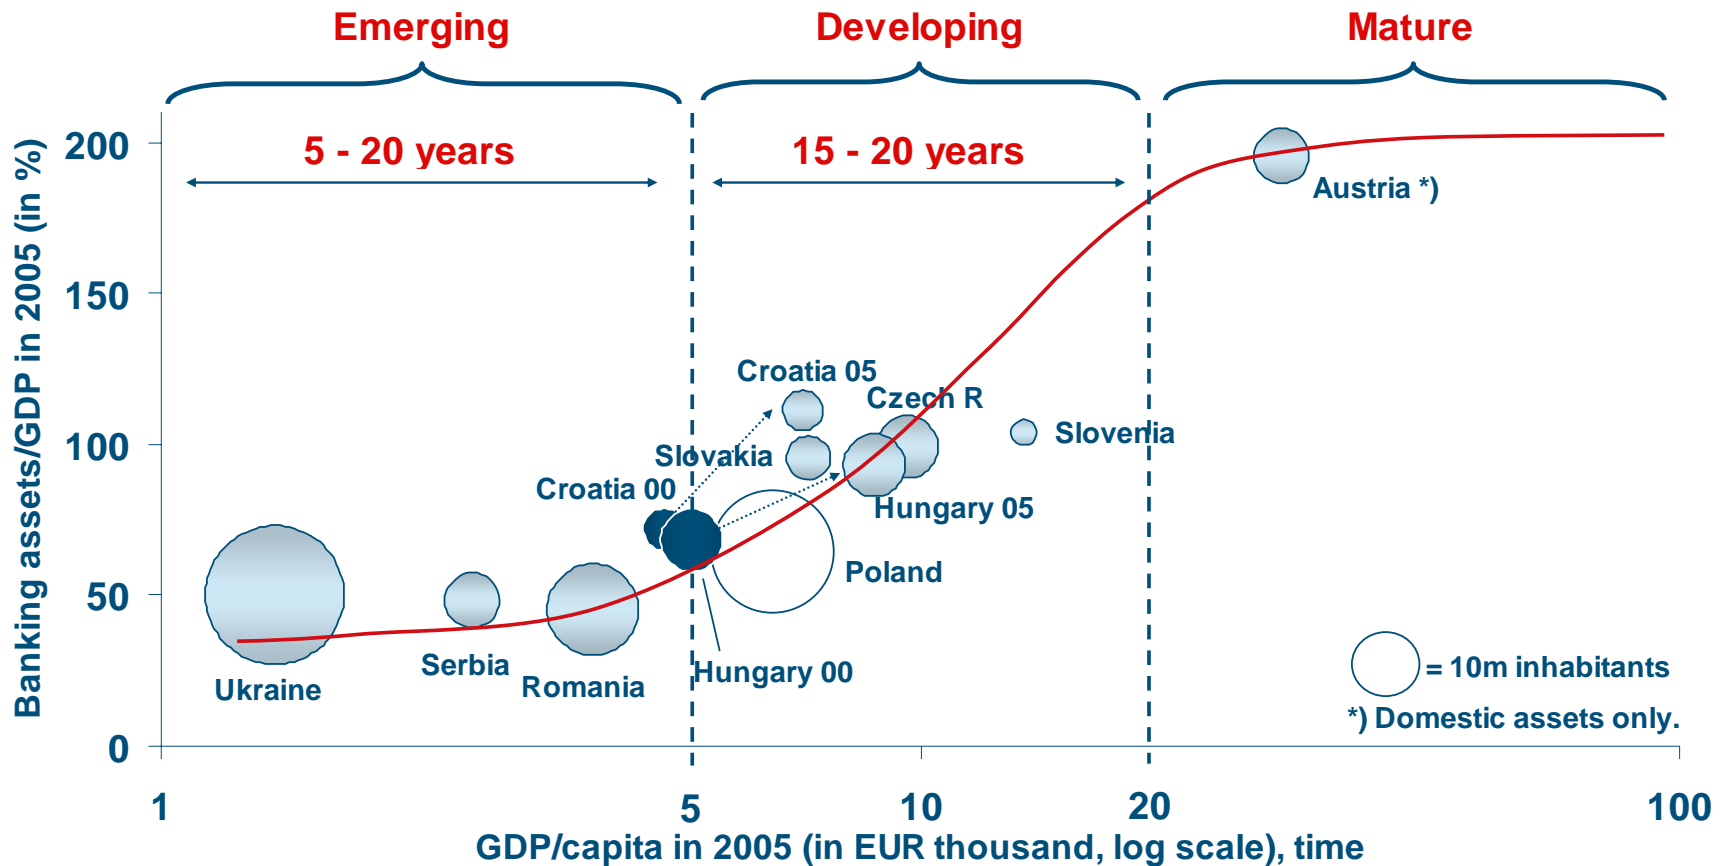 Emerging
Developing
Mature
5 - 20 years
15 - 20 years
Banking assets/GDP in 2005 (in %)
200
150
100
50
0
Austria *)
Croatia 05
Czech R
Slovenia
Slovakia
Croatia 00
Hungary 05
Poland
Serbia
Romania
Hungary 00
Ukraine
= 10m inhabitants
*) Domestic assets only.
1
5
10
20
100
GDP/capita in 2005 (in EUR thousand, log scale), time